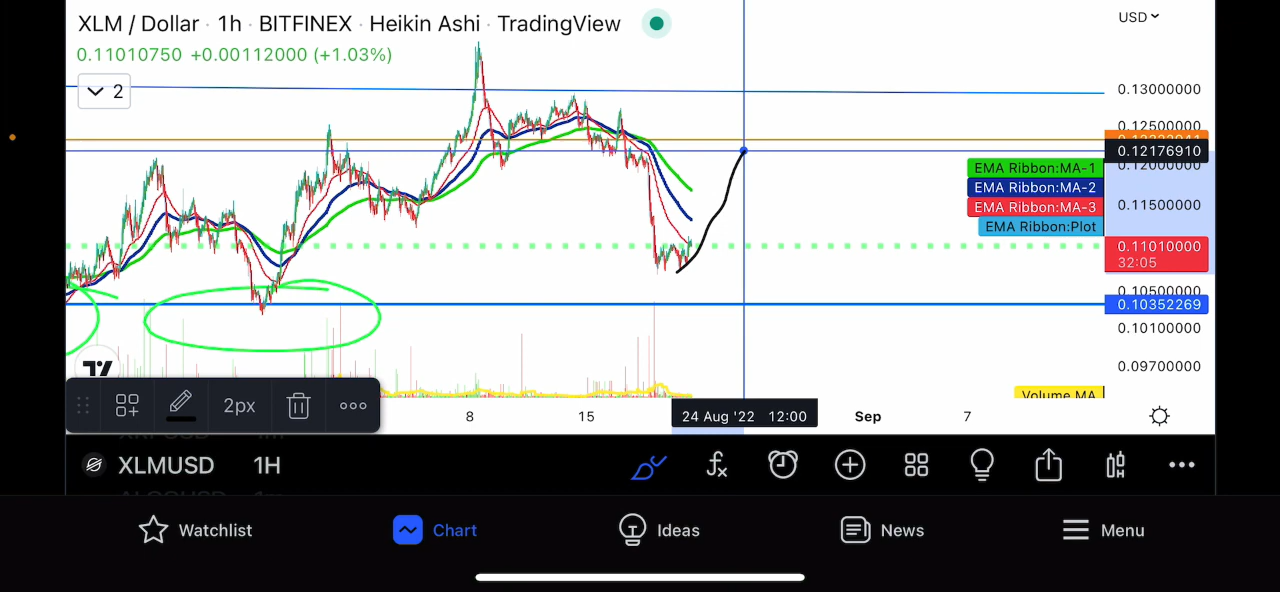 XLM / Dollar · 1h · BITFINEX · Heikin Ashi · TradingView
USD
0.11010750 +0.00112000 (+1.03%)
2
0.13000000
0.12500000
0.12176910
0.12000000
EMA Ribbon:MA-1
EMA Ribbon:MA-2
0.11500000
EMA Ribbon:MA-3
EMA Ribbon:Plot
0.11010000
32:05
0.10500000
0.10352269
0.10100000
0.09700000
Volume MA
2px
8
15
24 Aug '22 12:00
Sep
7
XLMUSD 1H
Watchlist
Chart
Ideas
News
Menu